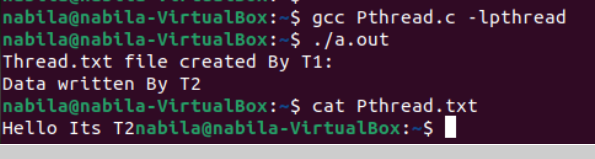 nabila@nabila-VirtualBox:~$ gcc Pthread.c -lpthread
nabila@nabila-VirtualBox:~$ ./a.out
Thread.txt file created By T1:
Data written By T2
nabila@nabila-VirtualBox:~$ cat Pthread.txt
Hello Its T2nabila@nabila-VirtualBox:~$